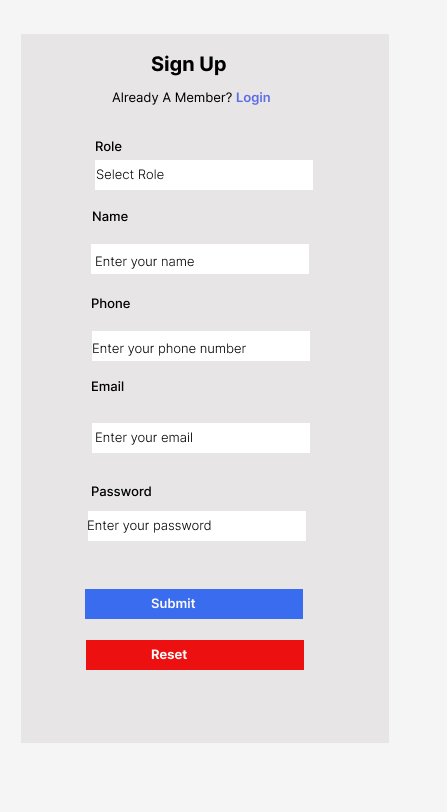 Sign Up
Already A Member? Login
Role
Select Role
Name
Enter your name
Phone
Enter your phone number
Email
Enter your email
Password
Enter your password
Submit
Reset